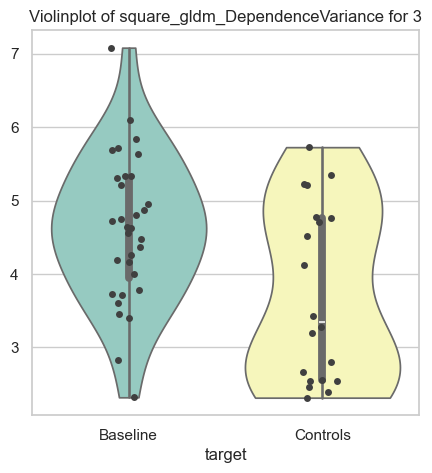 Violinplot of square_gldm_DependenceVariance for 3
7
6
5
4
3
Baseline
Controls
target